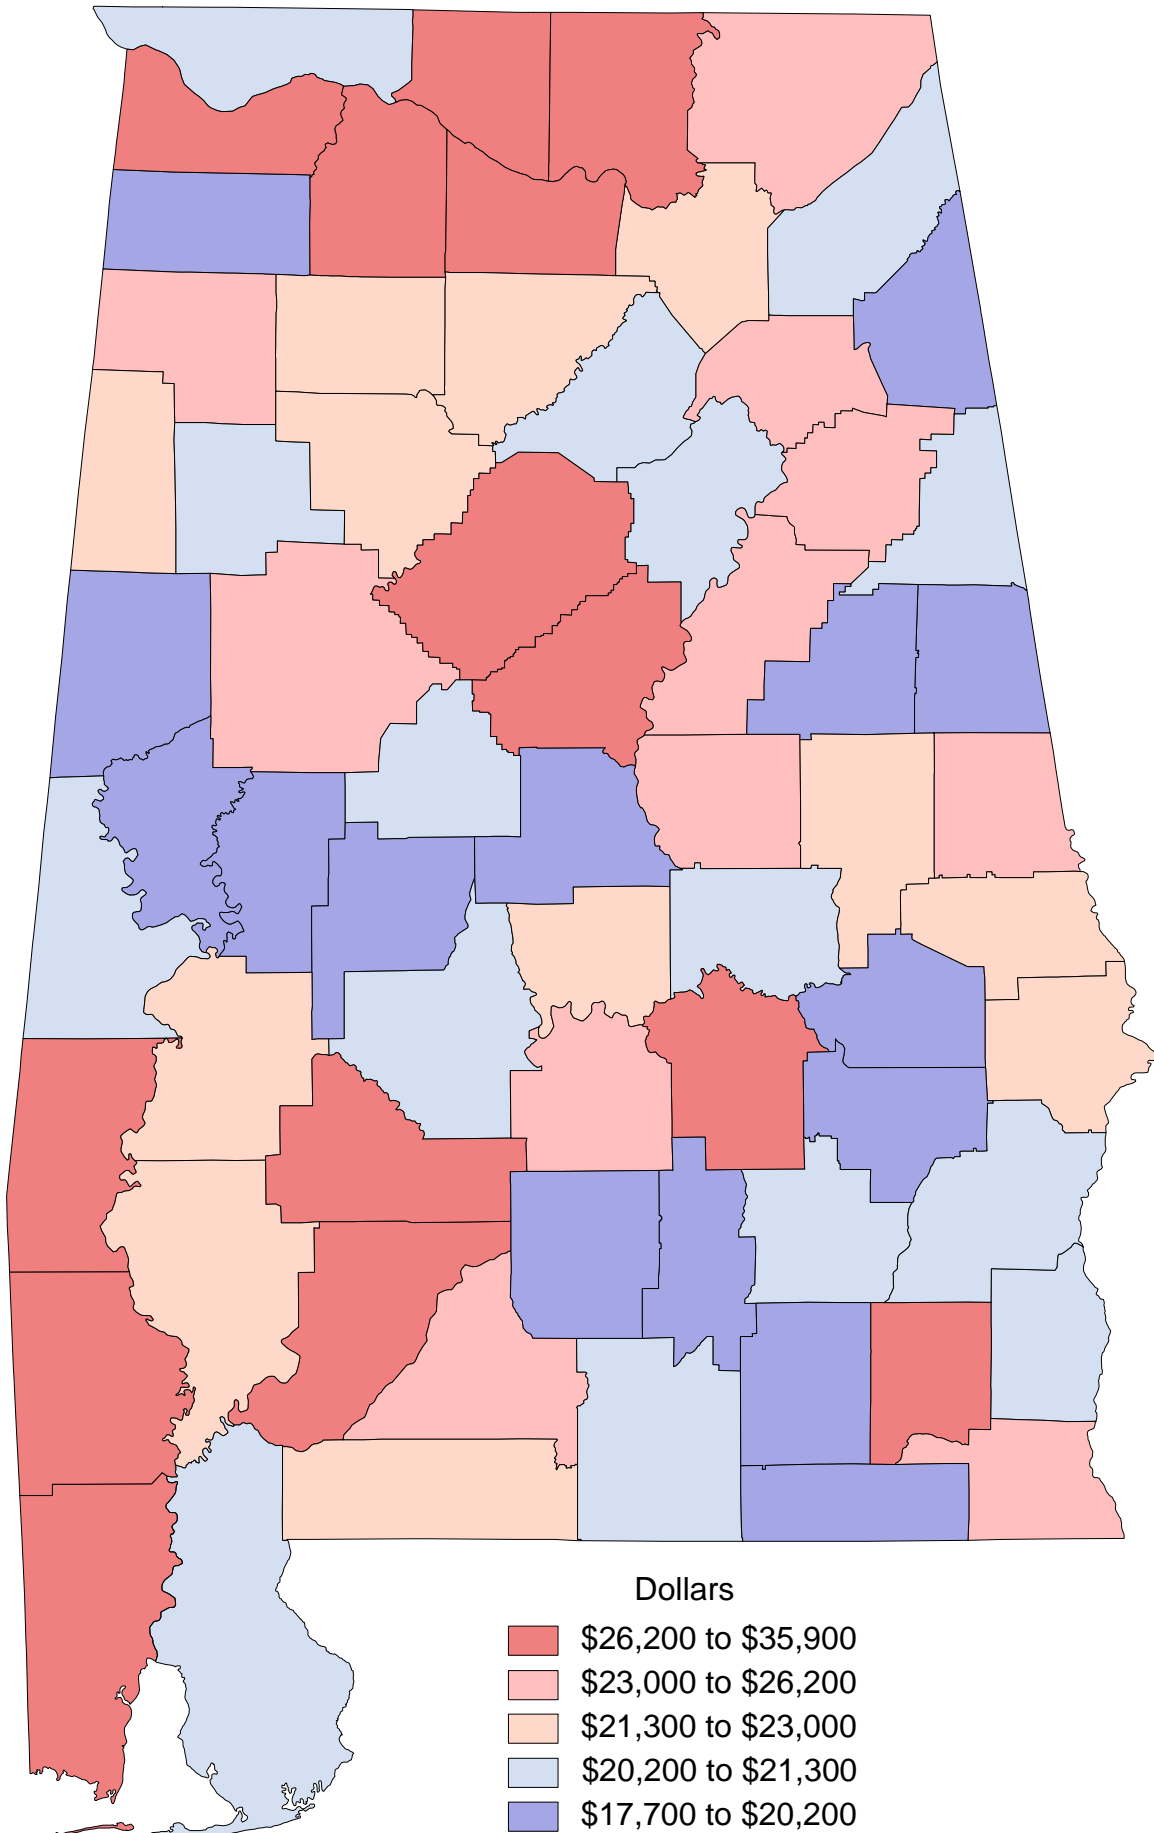 Dollars
$26,200 to $35,900
$23,000 to $26,200
$21,300 to $23,000
$20,200 to $21,300
$17,700 to $20,200